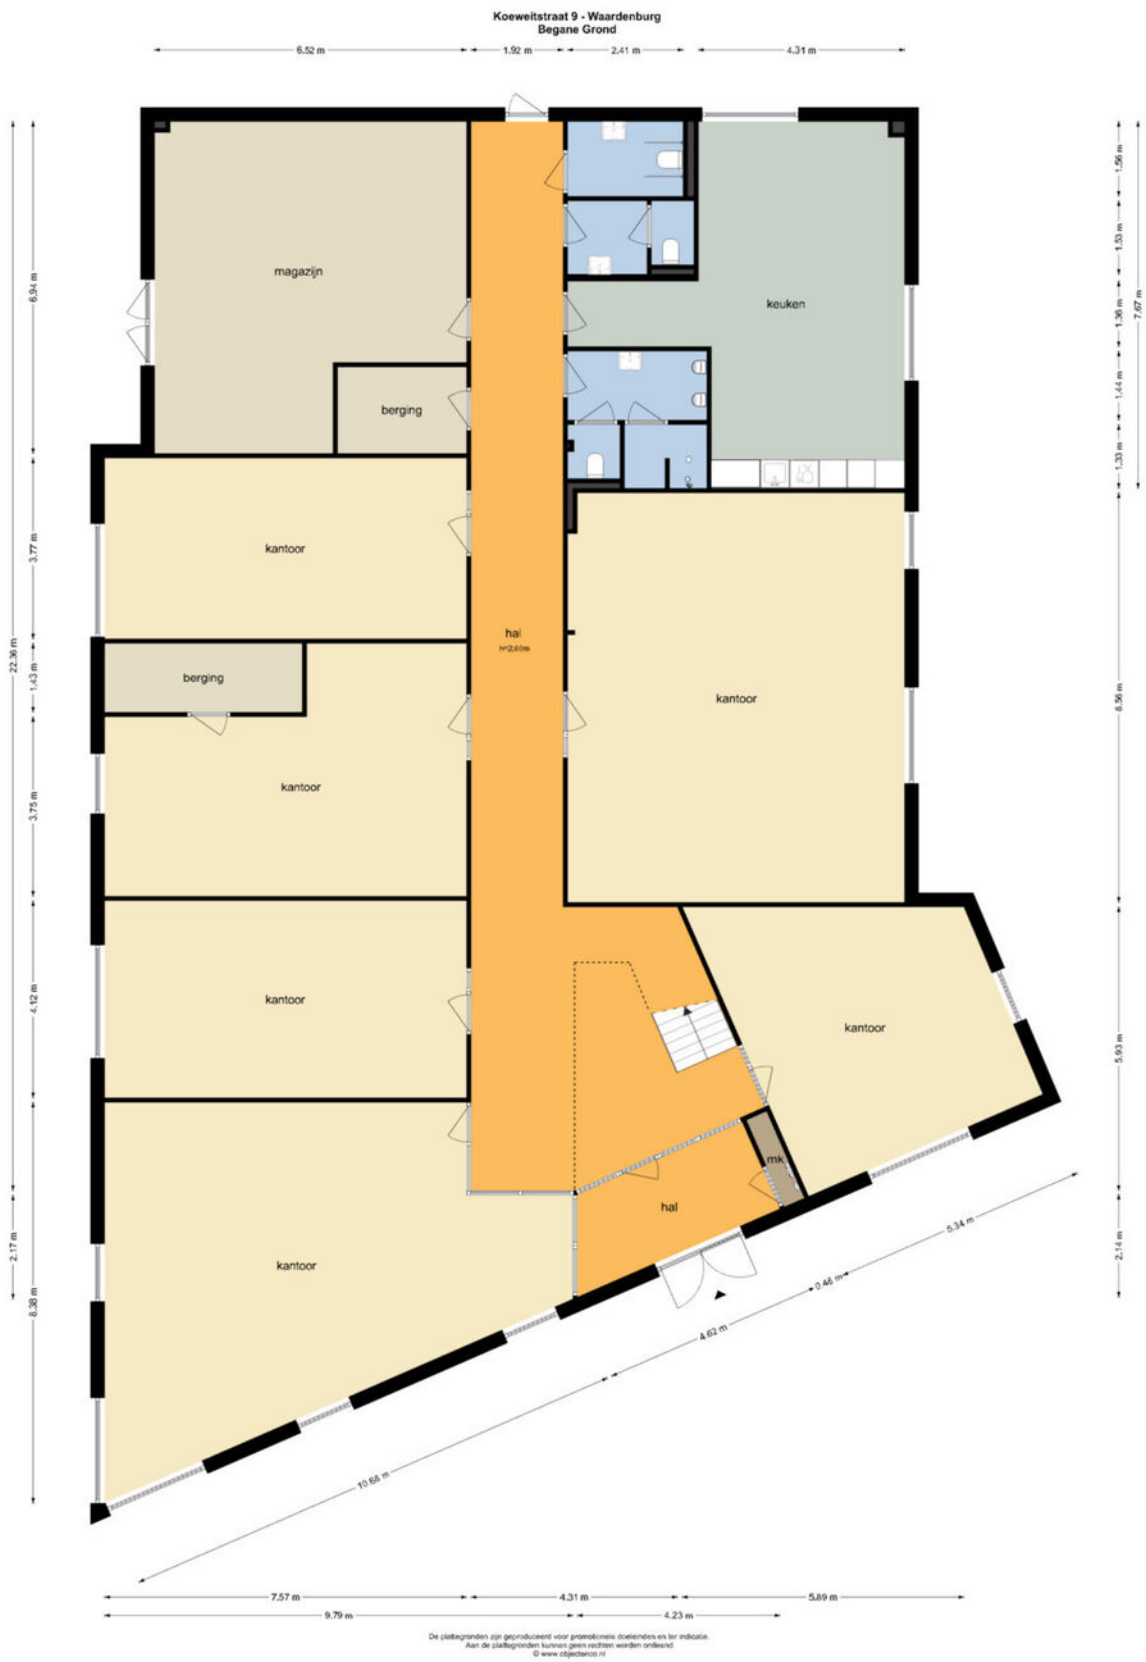 Koeweitstraat 9 - Waardenburg
Begane Grond
6.52 m
1.92 m
2.41 m
4.31 m
1.56 m
1.53 m
magazijn
6.94 m
keuken
1.36 m
7.67 m
berging
1.44 m
1.33 m
kantoor
3.77 m
hal
h=2,60m
22.36 m
1.43 m
berging
kantoor
8.56 m
kantoor
3.75 m
kantoor
4.12 m
kantoor
5.93 m
mk
hal
kantoor
2.17 m
8.38 m
5.34 m
2.14 m
0.46 m
4.62 m
10.68 m
7.57 m
4.31 m
5.89 m
9.79 m
4.23 m
De plattegronden zijn geproduceerd voor promotionele doeleinden en ter indicatie.
Aan de plattegronden kunnen geen rechten worden ontleend
© www.objectenco.nl